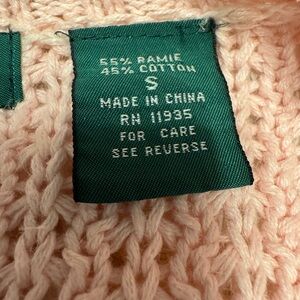 55% RAMIE
45% COTTON
S
MADE IN CHINA
RN 11935
FOR CARE
SEE REVERSE